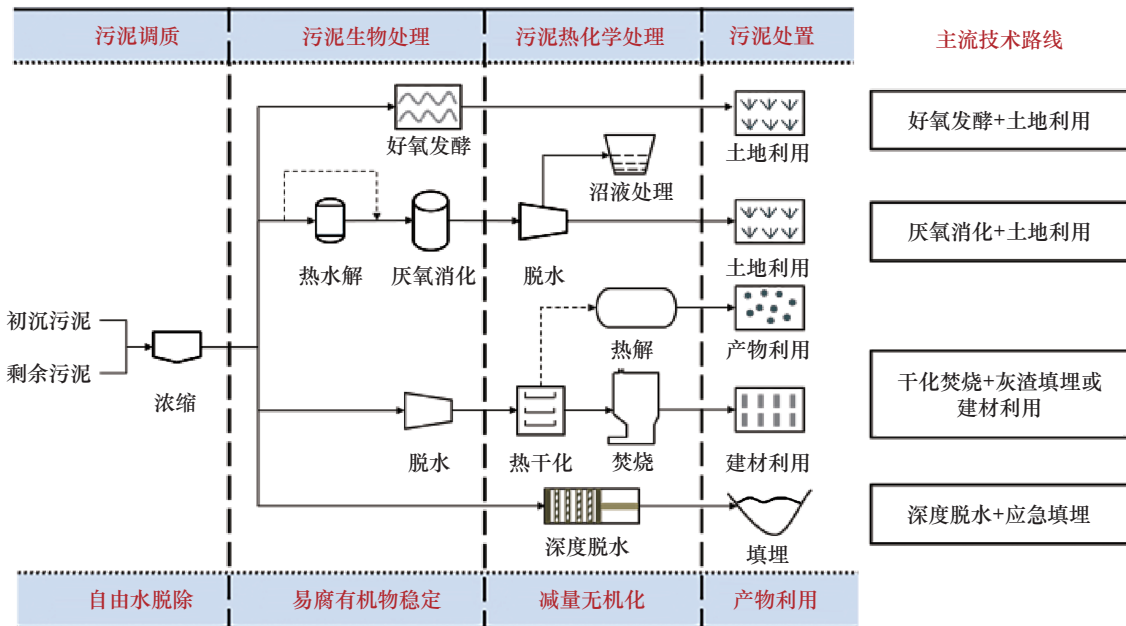 污泥调质
污泥生物处理
污泥热化学处理
污泥处置
主流技术路线
好氧发酵
土地利用
好氧发酵+土地利用
沼液处理
热水解
厌氧消化
脱水
土地利用
厌氧消化+土地利用
初沉污泥
剩余污泥
浓缩
热解
产物利用
脱水
热干化
焚烧
建材利用
干化焚烧+灰渣填埋或
建材利用
深度脱水
填埋
深度脱水+应急填埋
自由水脱除
易腐有机物稳定
减量无机化
产物利用